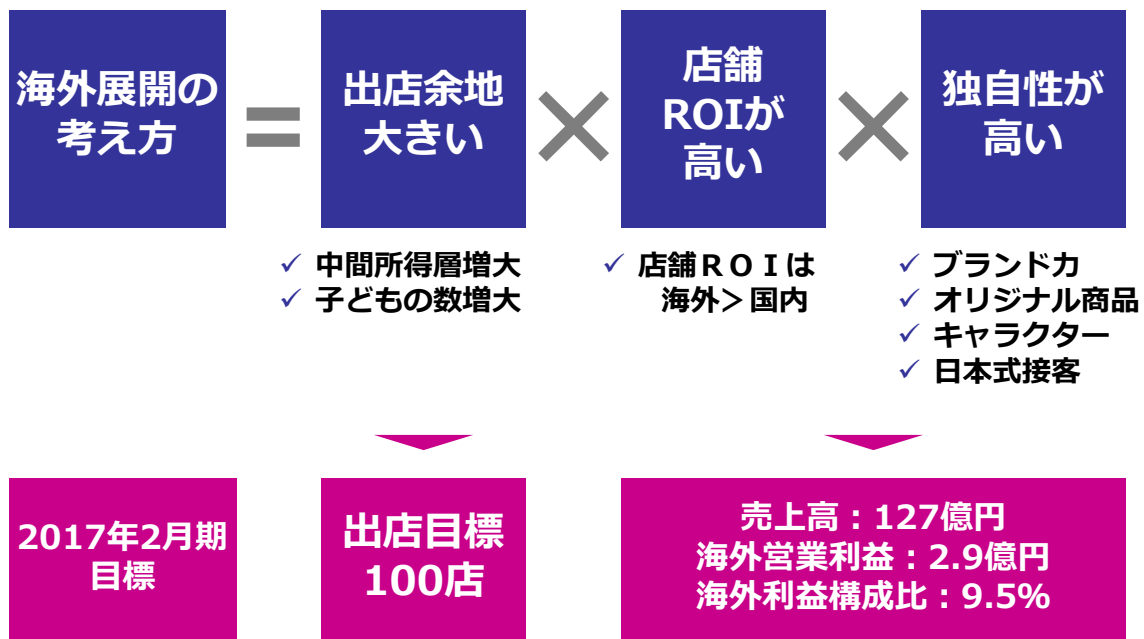 海外展開の
考え方
=
出店余地
大きい
×
店舗
ROIが
高い
×
独自性が
高い
✓ 中間所得層増大
✓ 子どもの数増大
✓ 店舗ROIは
海外>国内
✓ ブランド力
✓ オリジナル商品
✓ キャラクター
✓ 日本式接客
2017年2月期
目標
出店目標
100店
売上高:127億円
海外営業利益:2.9億円
海外利益構成比:9.5%